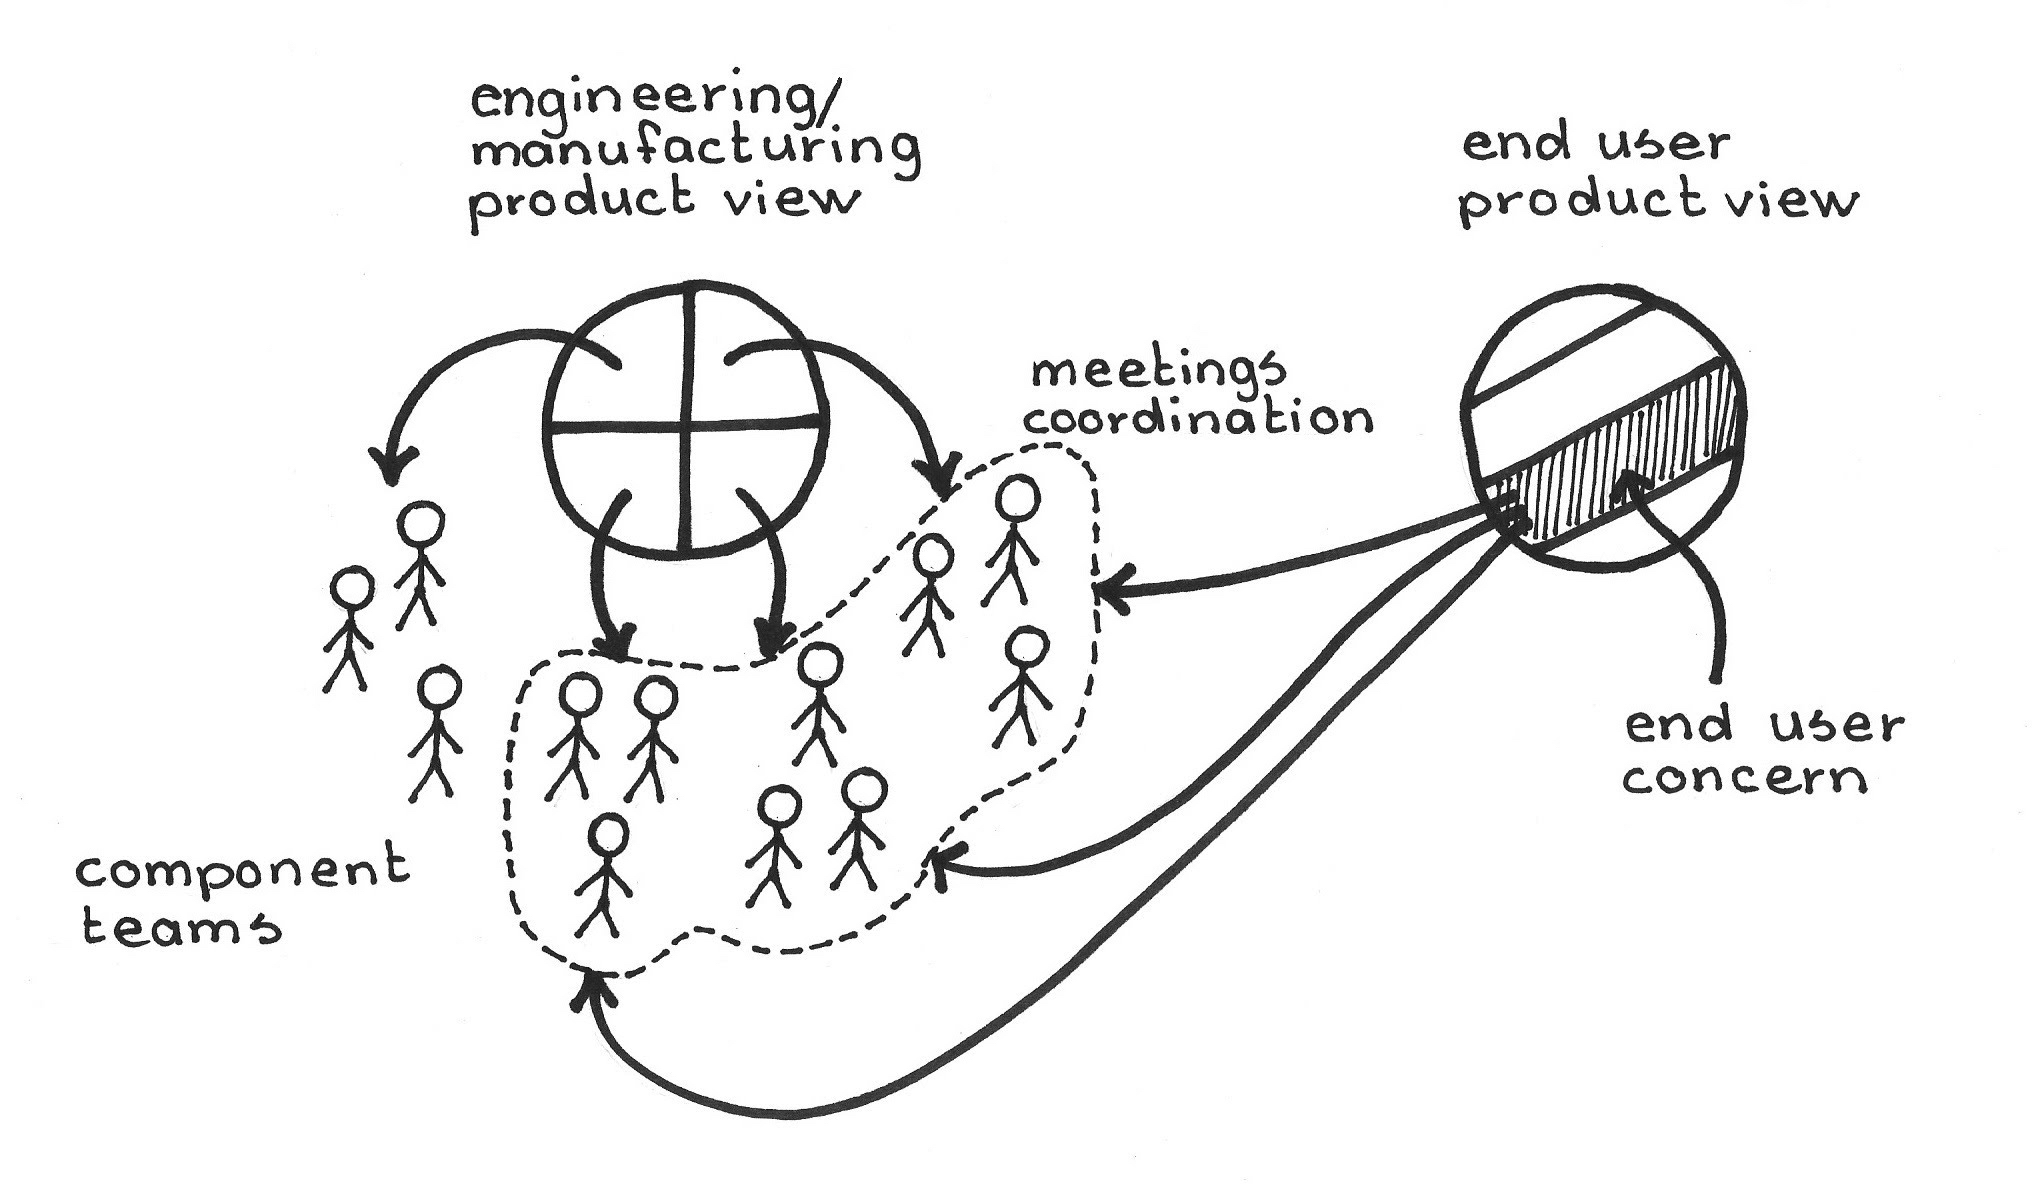 engineering/
manufacturing
product view
end user
product view
meetings
coordination
end user
concern
component
teams